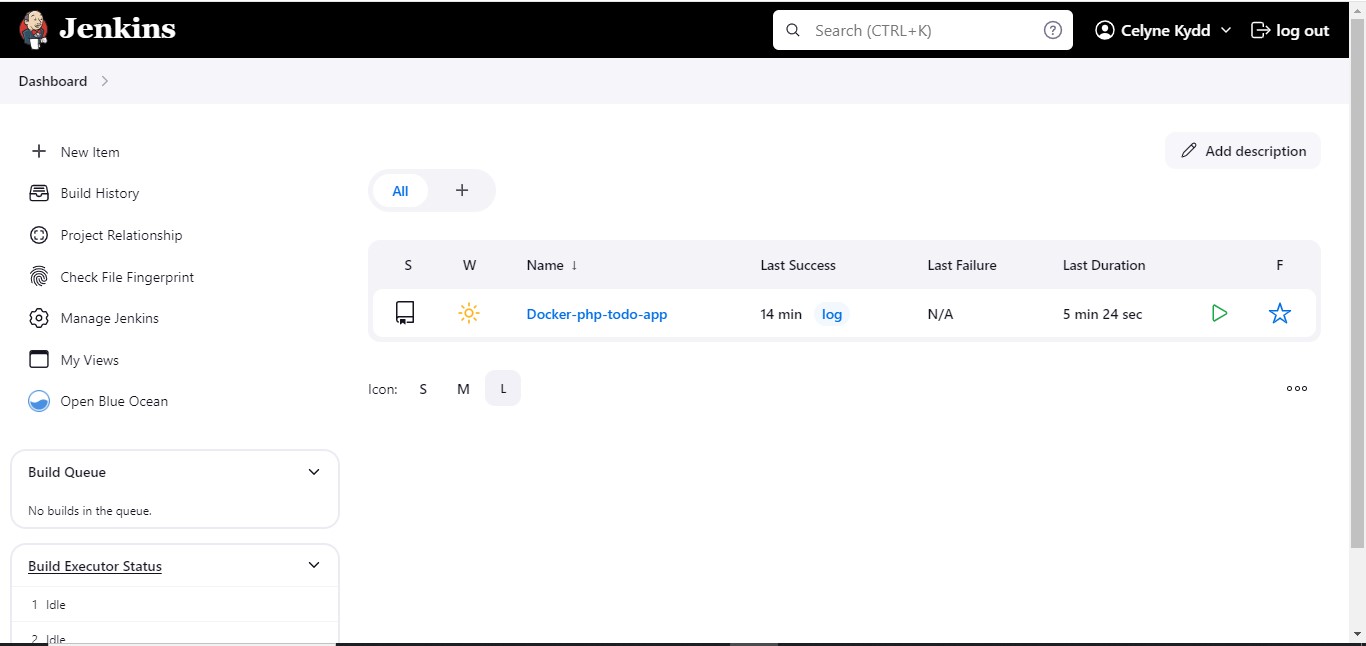 Jenkins
Search (CTRL+K)
Celyne Kydd
log out
Dashboard
New Item
Build History
Project Relationship
Check File Fingerprint
Manage Jenkins
My Views
Open Blue Ocean
Build Queue
No builds in the queue.
Build Executor Status
1 Idle
2 Idle
Add description
All +
S W Name ↓ Last Success Last Failure Last Duration F
Docker-php-todo-app 14 min log N/A 5 min 24 sec
Icon: S M L